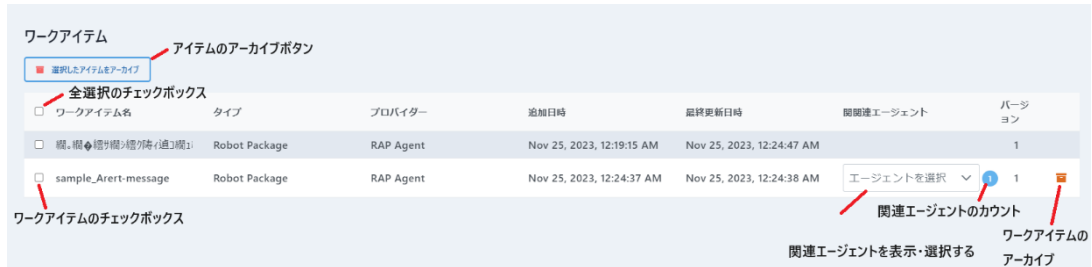 ワークアイテム
アイテムのアーカイブボタン
選択したアイテムをアーカイブ
全選択のチェックボックス
ワークアイテム名 タイプ プロバイダー 追加日時 最終更新日時 関関連エージェント バージョン
Robot Package RAP Agent Nov 25, 2023, 12:19:15 AM Nov 25, 2023, 12:24:47 AM 1
sample_Arert-message Robot Package RAP Agent Nov 25, 2023, 12:24:37 AM Nov 25, 2023, 12:24:38 AM エージェントを選択 1 1
ワークアイテムのチェックボックス
関連エージェントのカウント
関連エージェントを表示・選択する
ワークアイテムの
アーカイブ